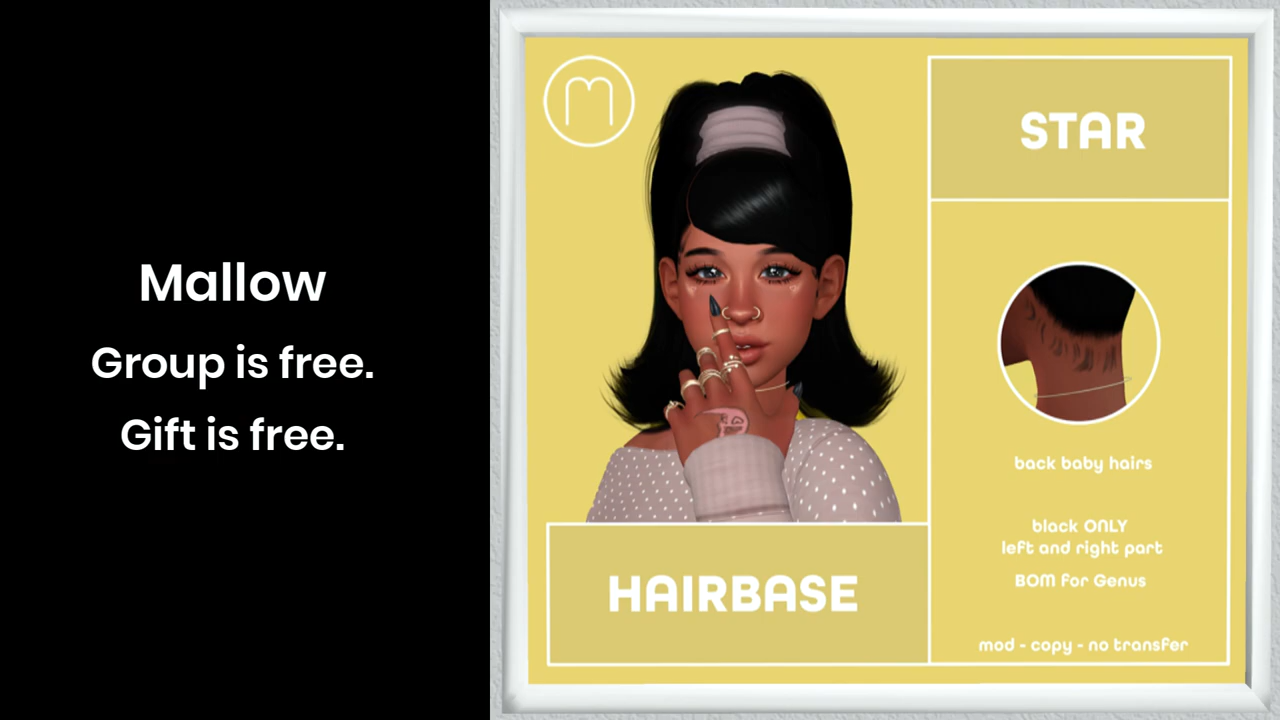 Mallow
Group is free.
Gift is free.
m
STAR
back baby hairs
black ONLY
left and right part
BOM for Genus
mod - copy - no transfer
HAIRBASE